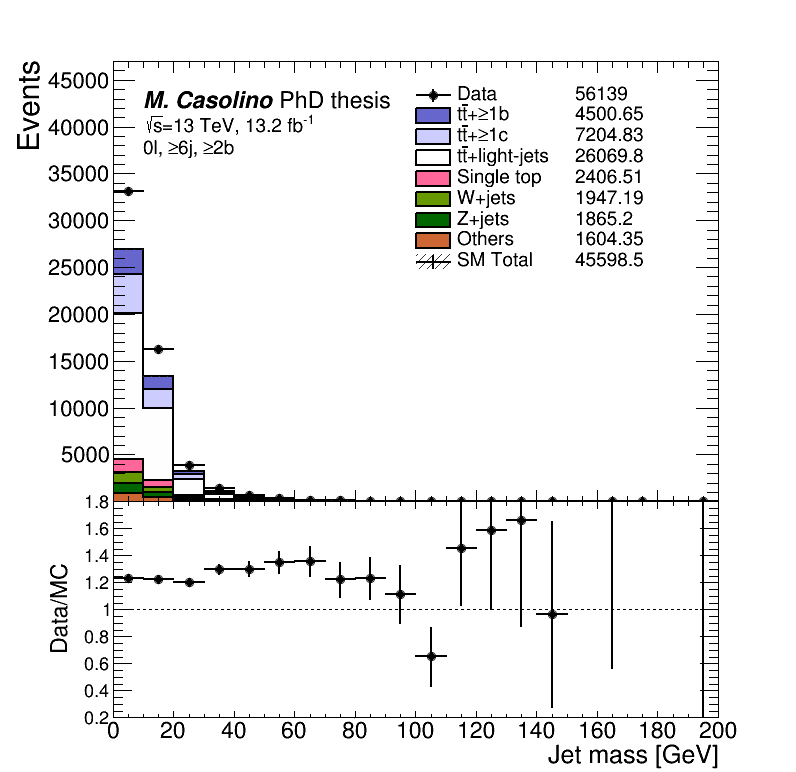 Events
45000
40000
35000
30000
25000
20000
15000
10000
5000
M. Casolino PhD thesis
√s=13 TeV, 13.2 fb⁻¹
0l, ≥6j, ≥2b
Data 56139
tt̄+≥1b 4500.65
tt̄+≥1c 7204.83
tt̄+light-jets 26069.8
Single top 2406.51
W+jets 1947.19
Z+jets 1865.2
Others 1604.35
SM Total 45598.5
Data/MC
1.8
1.6
1.4
1.2
1
0.8
0.6
0.4
0.2
0 20 40 60 80 100 120 140 160 180 200
Jet mass [GeV]